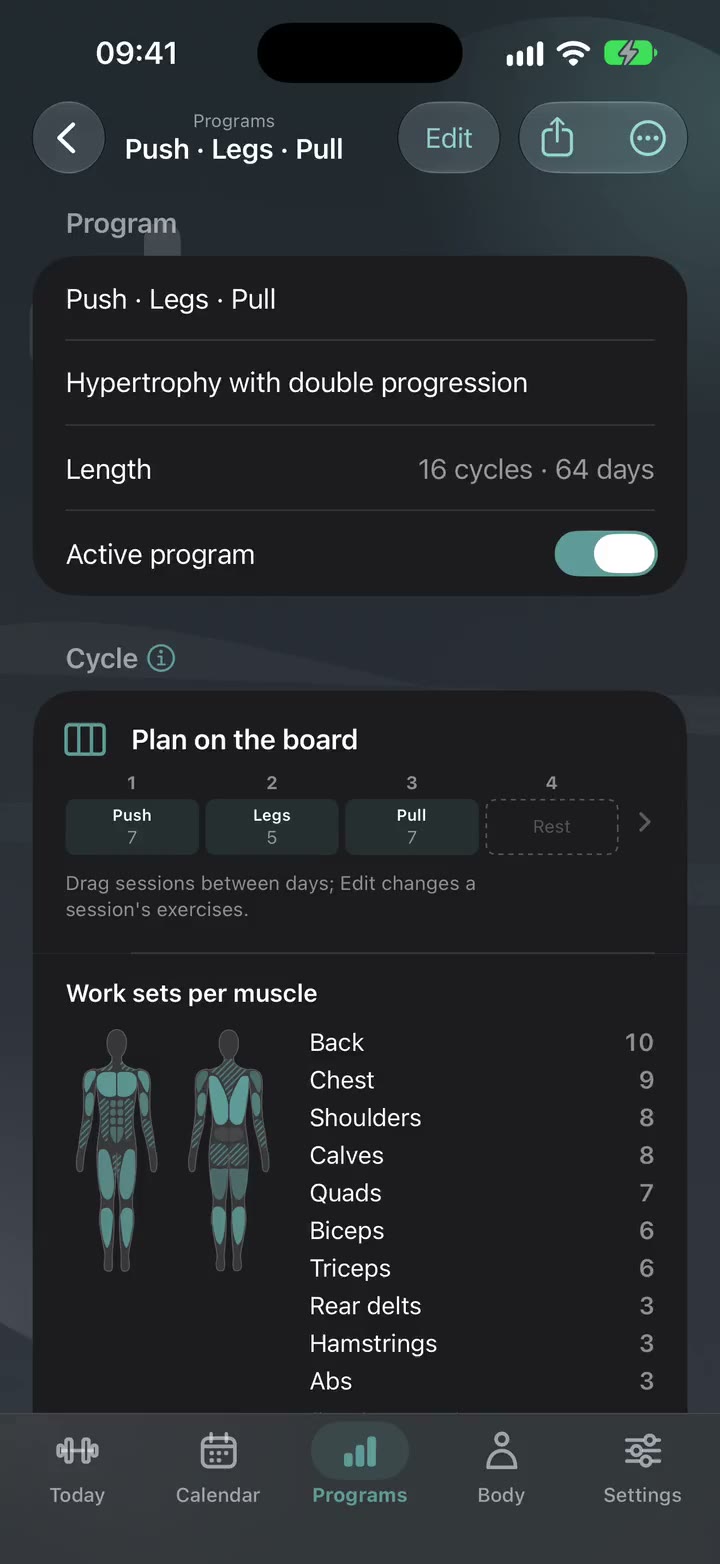 09:41
Programs
Push · Legs · Pull
Edit
Program
Push · Legs · Pull
Hypertrophy with double progression
Length 16 cycles · 64 days
Active program
Cycle
Plan on the board
1 2 3 4
Push Legs Pull Rest
7 5 7
Drag sessions between days; Edit changes a
session's exercises.
Work sets per muscle
Back 10
Chest 9
Shoulders 8
Calves 8
Quads 7
Biceps 6
Triceps 6
Rear delts 3
Hamstrings 3
Abs 3
Today Calendar Programs Body Settings